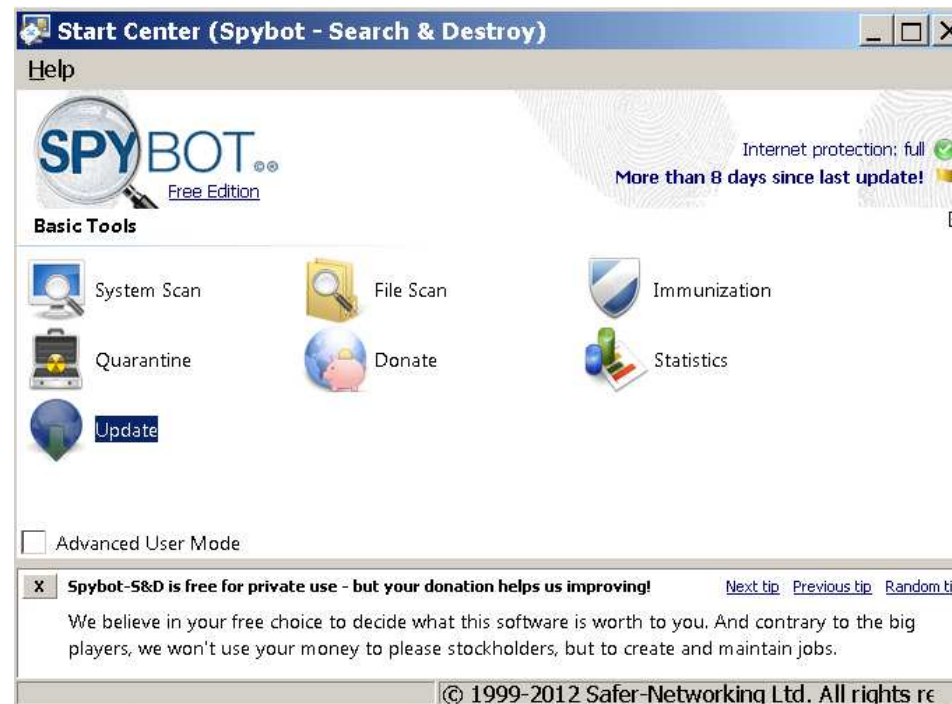 Start Center (Spybot - Search & Destroy)
Help
SPYBOT
©®
Free Edition
Internet protection: full
More than 8 days since last update!
Basic Tools
System Scan
File Scan
Immunization
Quarantine
Donate
Statistics
Update
Advanced User Mode
X Spybot-S&D is free for private use - but your donation helps us improving! Next tip Previous tip Random ti
We believe in your free choice to decide what this software is worth to you. And contrary to the big
players, we won't use your money to please stockholders, but to create and maintain jobs.
© 1999-2012 Safer-Networking Ltd. All rights re